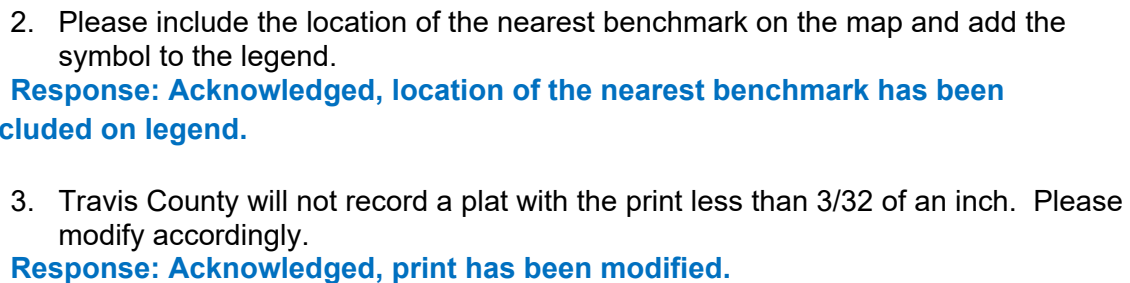 2. Please include the location of the nearest benchmark on the map and add the
symbol to the legend.
Response: Acknowledged, location of the nearest benchmark has been
cluded on legend.
3. Travis County will not record a plat with the print less than 3/32 of an inch. Please
modify accordingly.
Response: Acknowledged, print has been modified.